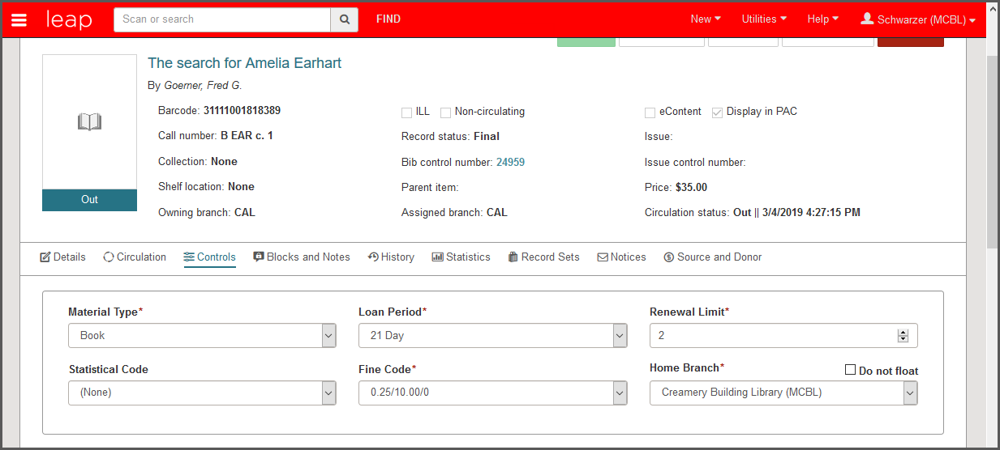 leap Scan or search FIND New Utilities Help Schwarzer (MCBL)
The search for Amelia Earhart
By Goerner, Fred G.
Barcode: 31111001818389 ILL Non-circulating eContent Display in PAC
Call number: B EAR c. 1 Record status: Final Issue:
Collection: None Bib control number: 24959 Issue control number:
Shelf location: None Parent item: Price: $35.00
Out
Owning branch: CAL Assigned branch: CAL Circulation status: Out || 3/4/2019 4:27:15 PM
Details Circulation Controls Blocks and Notes History Statistics Record Sets Notices Source and Donor
Material Type* Loan Period* Renewal Limit*
Book 21 Day 2
Statistical Code Fine Code* Home Branch* Do not float
(None) 0.25/10.00/0 Creamery Building Library (MCBL)